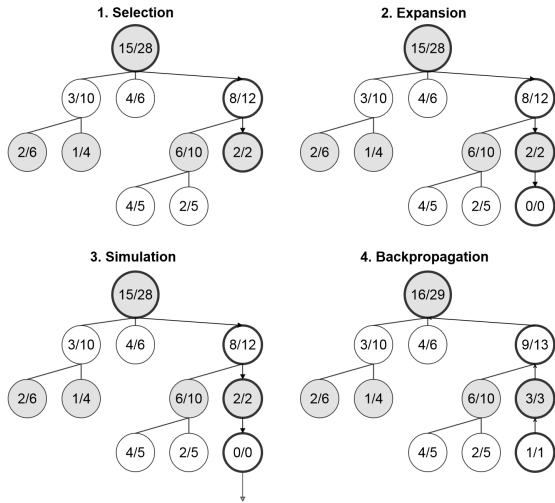 1. Selection
15/28
3/10 4/6 8/12
2/6 1/4 6/10 2/2
4/5 2/5
2. Expansion
15/28
3/10 4/6 8/12
2/6 1/4 6/10 2/2
4/5 2/5 0/0
3. Simulation
15/28
3/10 4/6 8/12
2/6 1/4 6/10 2/2
4/5 2/5 0/0
4. Backpropagation
16/29
3/10 4/6 9/13
2/6 1/4 6/10 3/3
4/5 2/5 1/1